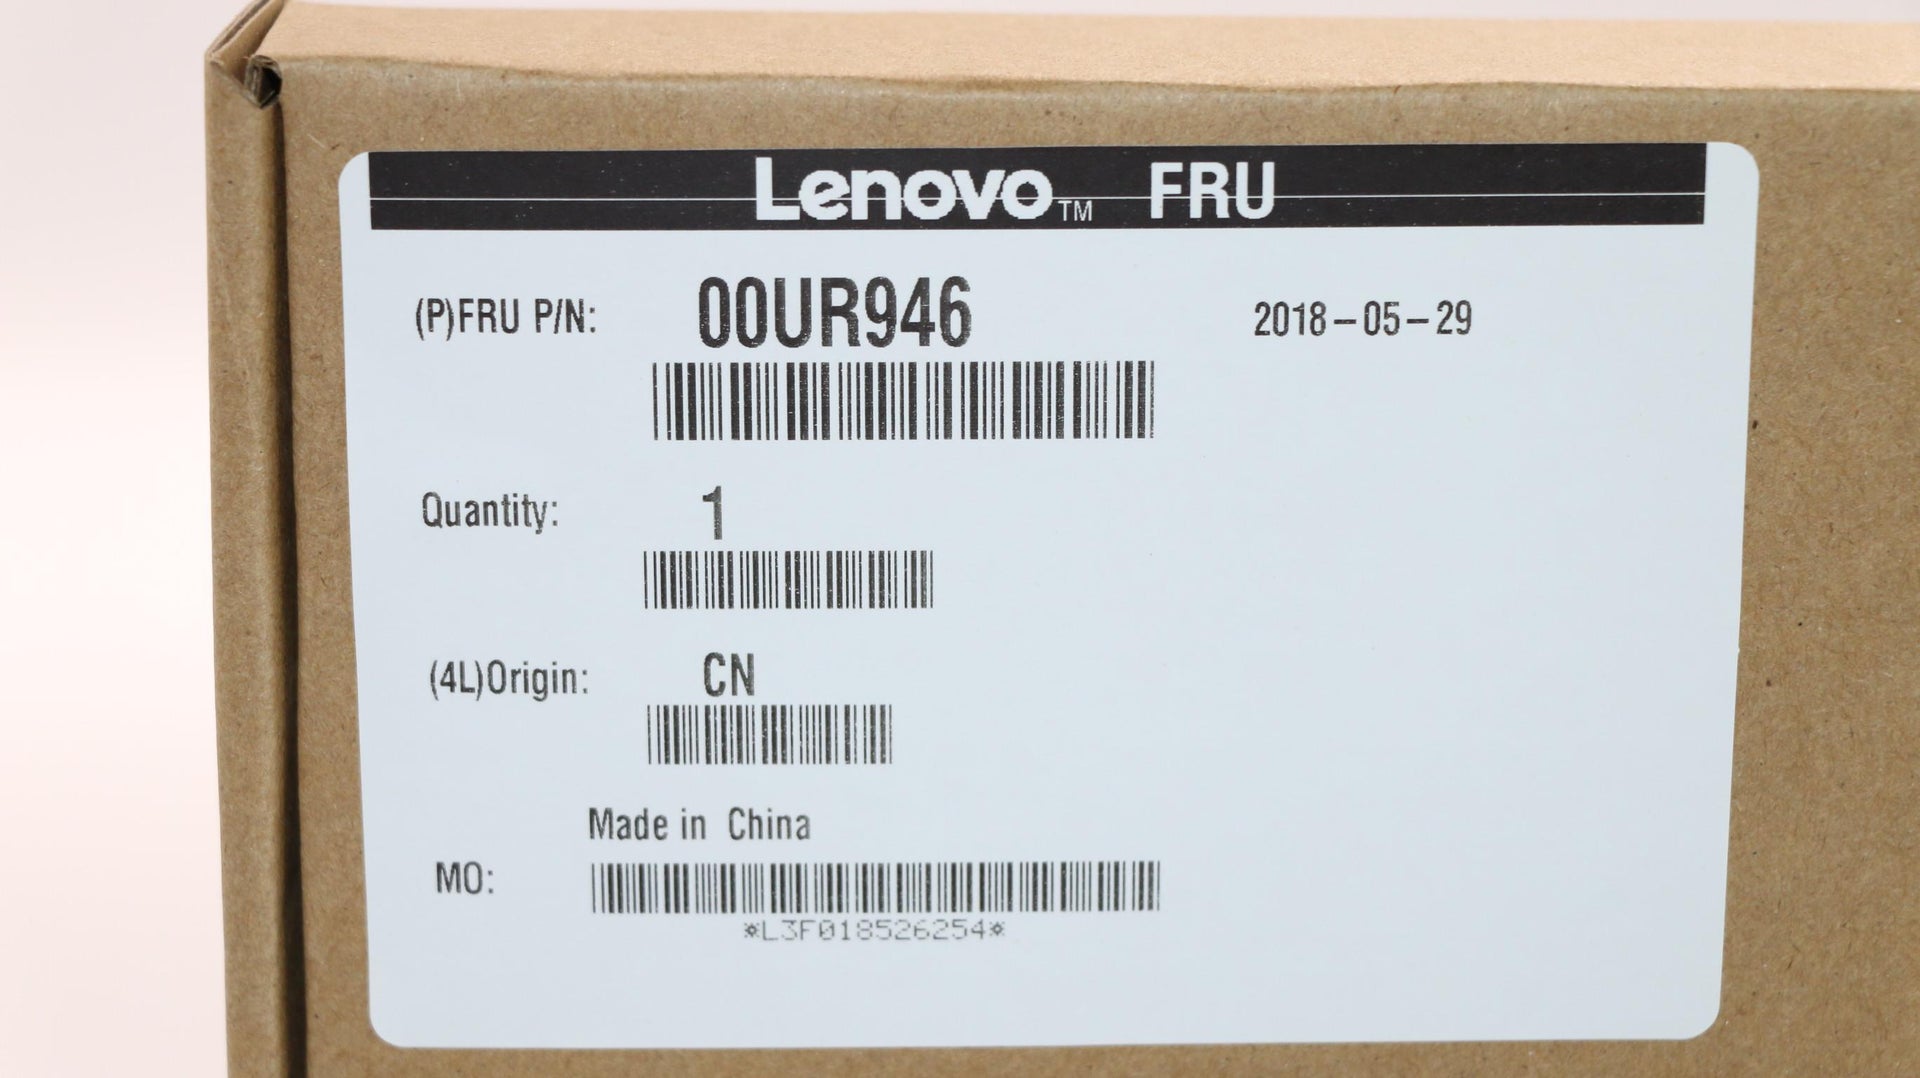 Lenovo™ FRU
(P)FRU P/N: 00UR946 2018-05-29
Quantity: 1
(4L)Origin: CN
Made in China
MO:
*L3F018526254*